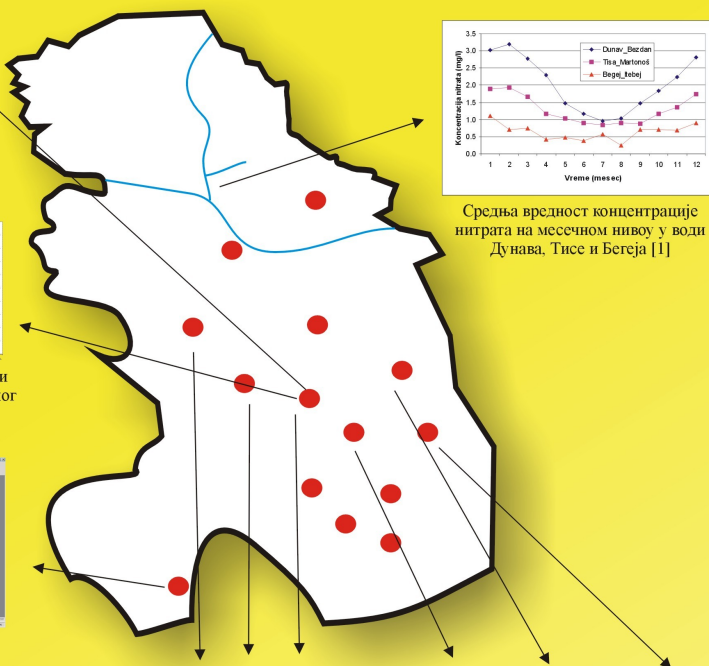 3.5
3.0
2.5
2.0
1.5
1.0
0.5
0.0
Koncentracija nitrata (mg/l)
Dunav_Bezdan
Tisa_Martonoš
Begej_Itebej
1 2 3 4 5 6 7 8 9 10 11 12
Vreme (mesec)
Средња вредност концентрације
нитрата на месечном нивоу у води
Дунава, Тисе и Бегеја [1]
и
ног